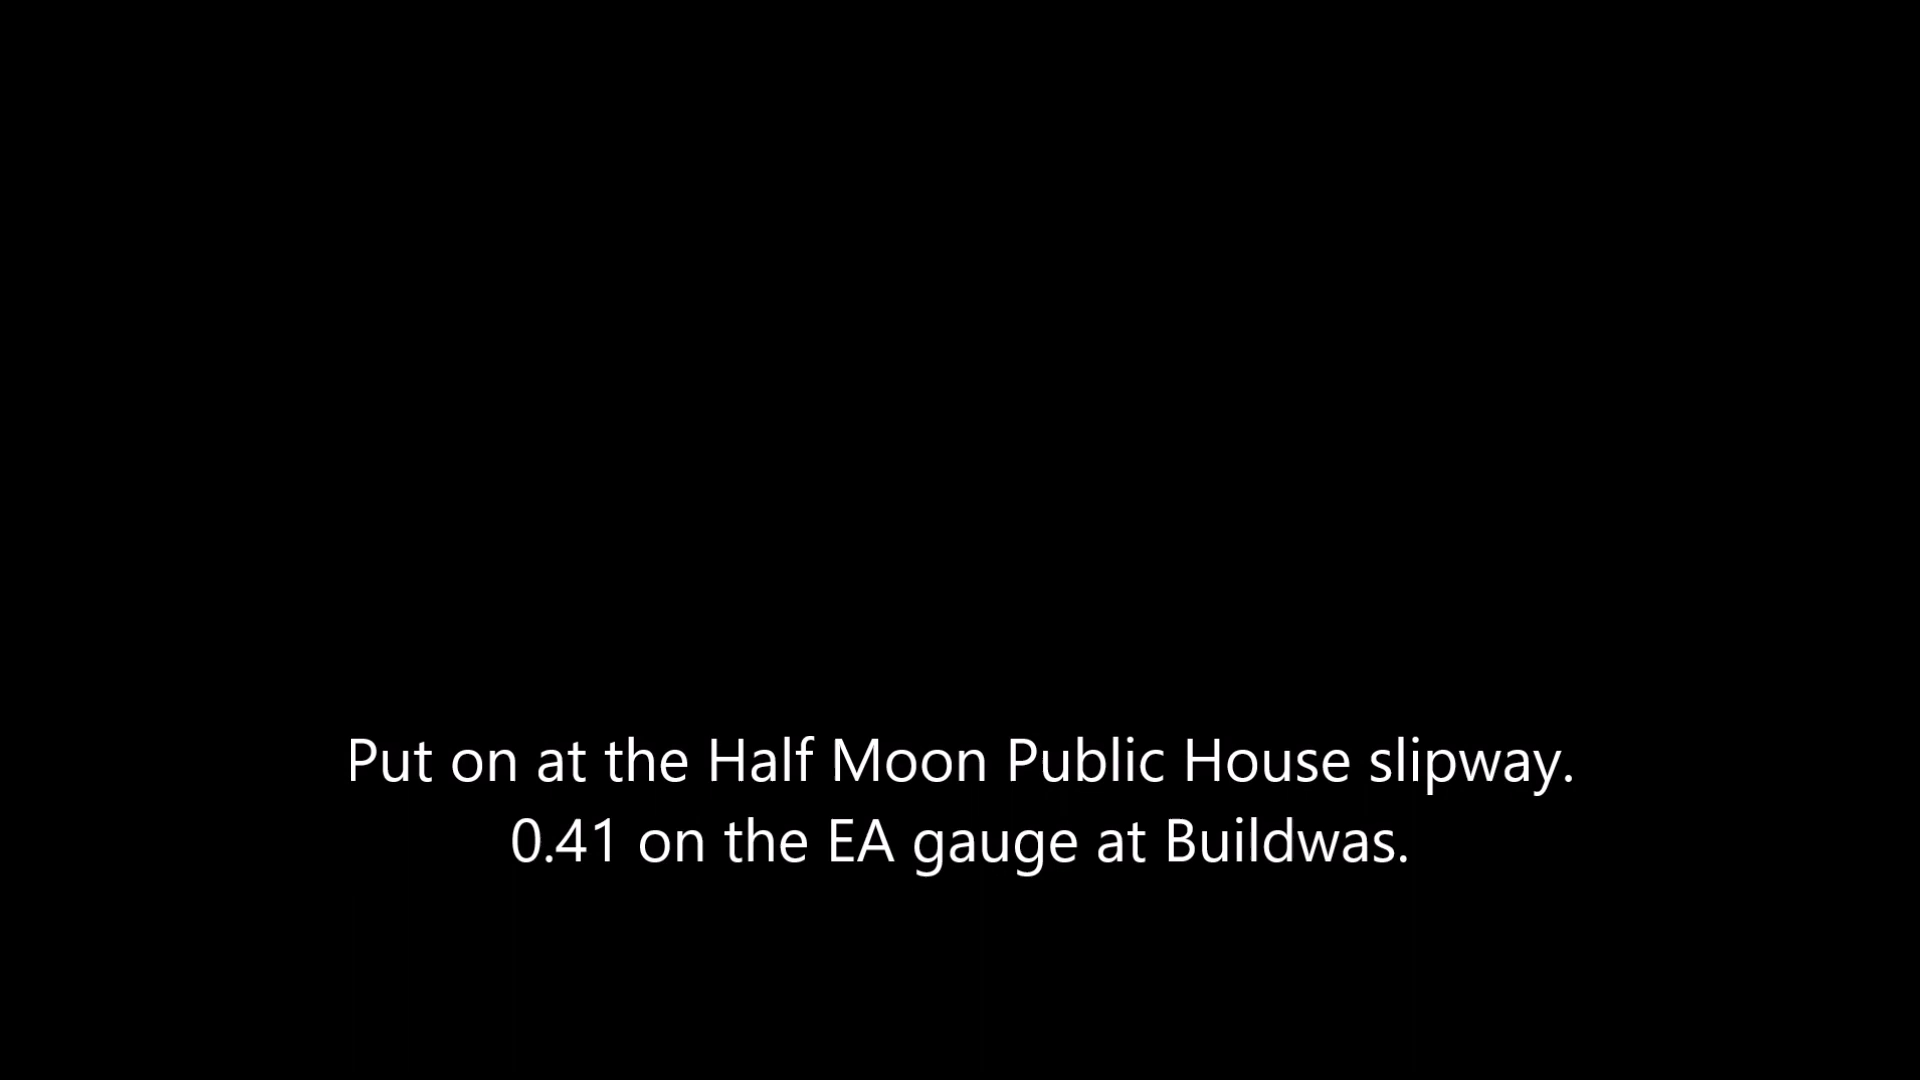 Put on at the Half Moon Public House slipway.
0.41 on the EA gauge at Buildwas.